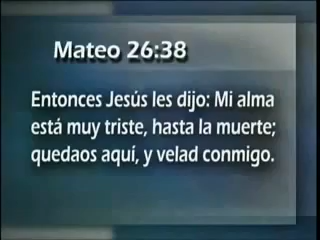 Mateo 26:38
Entonces Jesús les dijo: Mi alma
está muy triste, hasta la muerte;
quedaos aquí, y velad conmigo.